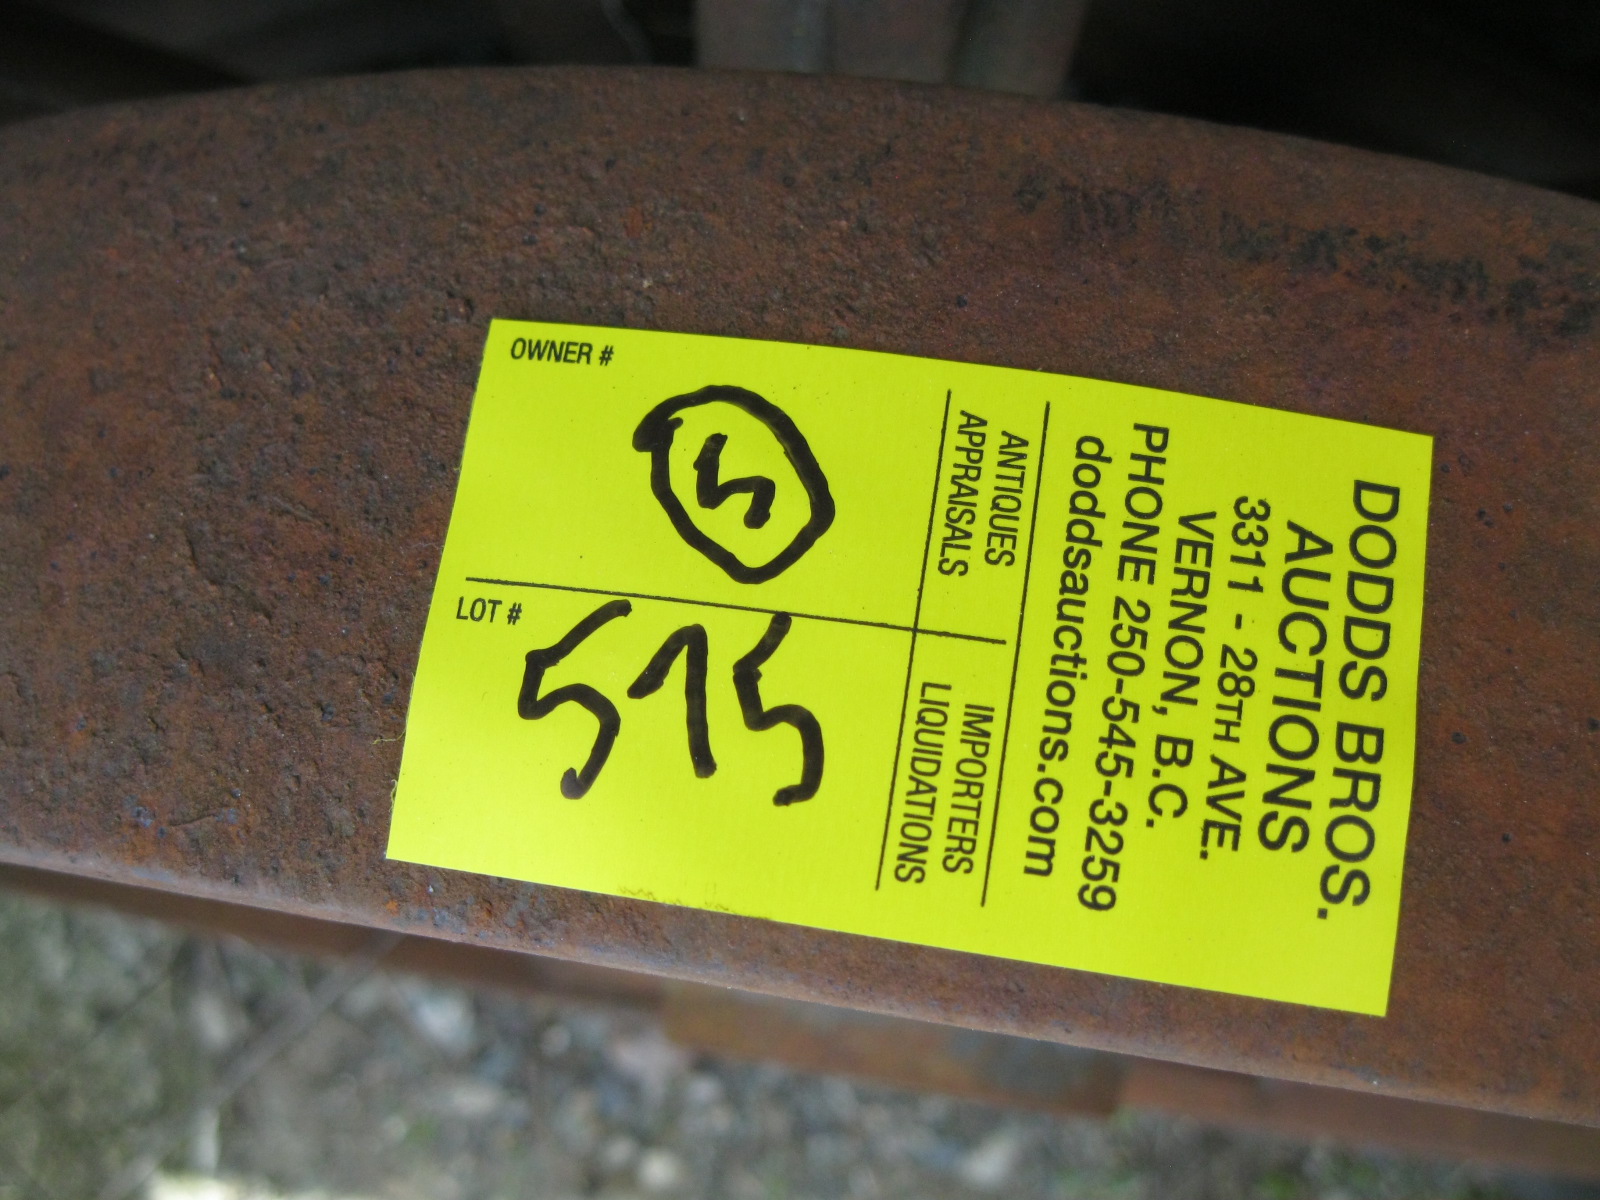 DODDS BROS.
AUCTIONS
3311 - 28TH AVE.
VERNON, B.C.
PHONE 250-545-3259
doddsauctions.com
ANTIQUES IMPORTERS
APPRAISALS LIQUIDATIONS
OWNER #
5
LOT #
515